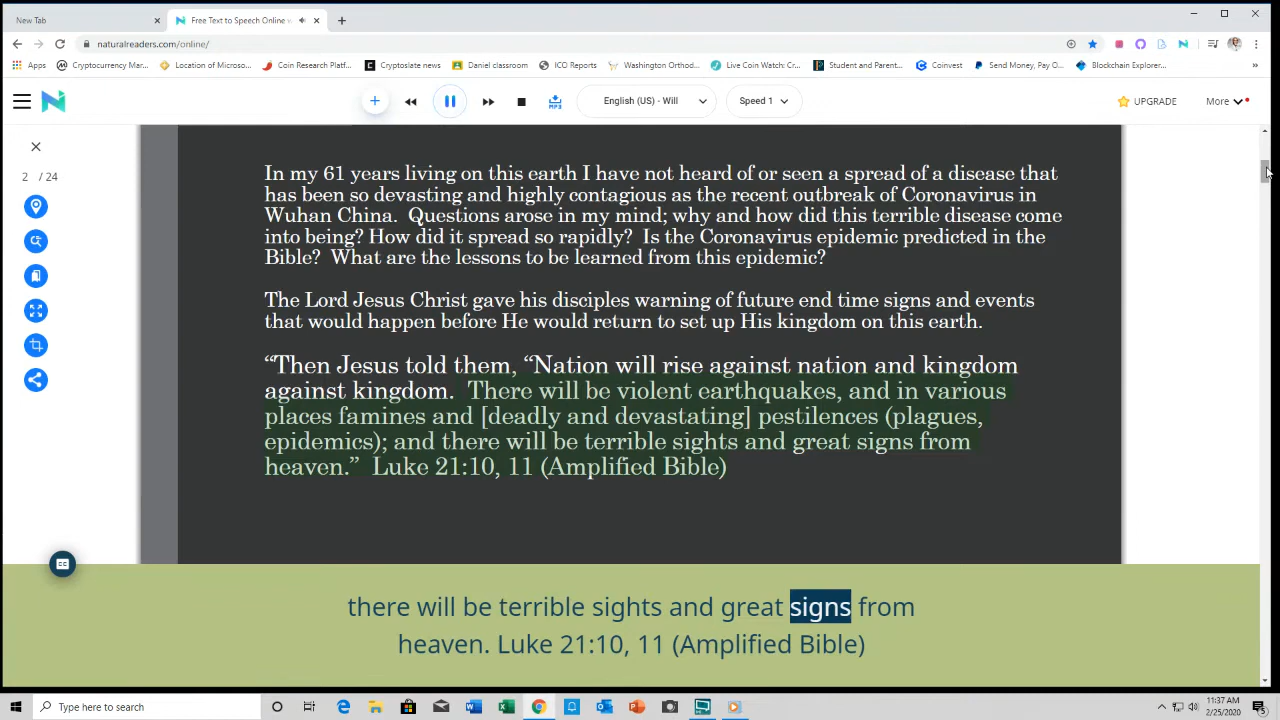 New Tab
Free Text to Speech Online w
naturalreaders.com/online/
Apps Cryptocurrency Mar... Location of Microso... Coin Research Platf... Cryptoslate news Daniel classroom ICO Reports Washington Orthod... Live Coin Watch: Cr... Student and Parent... Coinvest Send Money, Pay O... Blockchain Explorer... »
MP3 English (US) - Will Speed 1 UPGRADE More
2 / 24
In my 61 years living on this earth I have not heard of or seen a spread of a disease that
has been so devasting and highly contagious as the recent outbreak of Coronavirus in
Wuhan China. Questions arose in my mind; why and how did this terrible disease come
into being? How did it spread so rapidly? Is the Coronavirus epidemic predicted in the
Bible? What are the lessons to be learned from this epidemic?
The Lord Jesus Christ gave his disciples warning of future end time signs and events
that would happen before He would return to set up His kingdom on this earth.
“Then Jesus told them, “Nation will rise against nation and kingdom
against kingdom. There will be violent earthquakes, and in various
places famines and [deadly and devastating] pestilences (plagues,
epidemics); and there will be terrible sights and great signs from
heaven.” Luke 21:10, 11 (Amplified Bible)
CC
there will be terrible sights and great signs from
heaven. Luke 21:10, 11 (Amplified Bible)
Type here to search
11:37 AM
2/25/2020